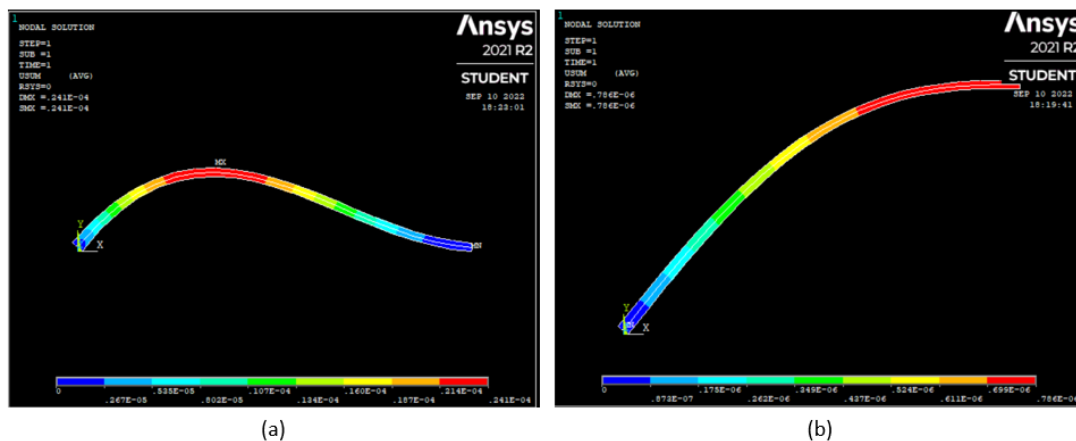 1
NODAL SOLUTION
STEP=1
SUB =1
TIME=1
USUM (AVG)
RSYS=0
DMX =.241E-04
SMX =.241E-04
Ansys
2021 R2
STUDENT
SEP 10 2022
18:23:01
MX
Y
X
MN
0 .535E-05 .107E-04 .160E-04 .214E-04
.267E-05 .802E-05 .134E-04 .187E-04 .241E-04
(a)
1
NODAL SOLUTION
STEP=1
SUB =1
TIME=1
USUM (AVG)
RSYS=0
DMX =.786E-06
SMX =.786E-06
Ansys
2021 R2
STUDENT
SEP 10 2022
18:19:41
Y
X
0 .175E-06 .349E-06 .524E-06 .699E-06
.873E-07 .262E-06 .437E-06 .611E-06 .786E-06
(b)